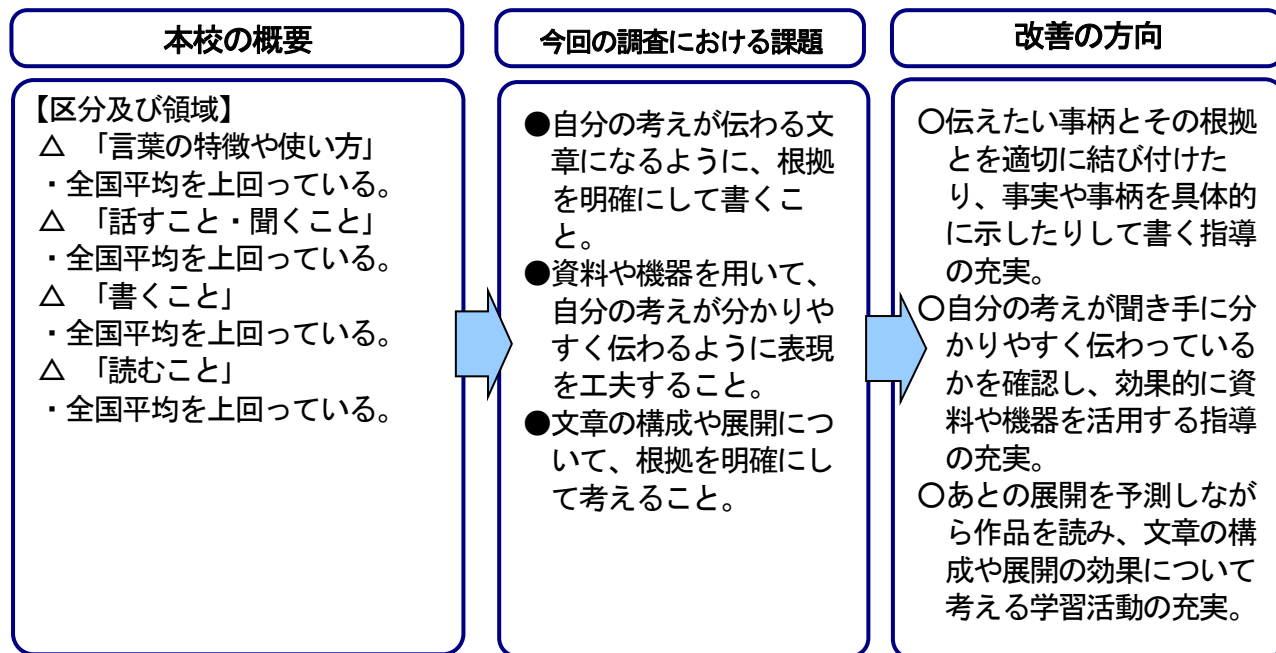 本校の概要
【区分及び領域】
△ 「言葉の特徴や使い方」
・全国平均を上回っている。
△ 「話すこと・聞くこと」
・全国平均を上回っている。
△ 「書くこと」
・全国平均を上回っている。
△ 「読むこと」
・全国平均を上回っている。
今回の調査における課題
●自分の考えが伝わる文
章になるように、根拠
を明確にして書くこ
と。
●資料や機器を用いて、
自分の考えが分かりや
すく伝わるように表現
を工夫すること。
●文章の構成や展開につ
いて、根拠を明確にし
て考えること。
改善の方向
○伝えたい事柄とその根拠
とを適切に結び付けた
り、事実や事柄を具体的
に示したりして書く指導
の充実。
○自分の考えが聞き手に分
かりやすく伝わっている
かを確認し、効果的に資
料や機器を活用する指導
の充実。
○あとの展開を予測しなが
ら作品を読み、文章の構
成や展開の効果について
考える学習活動の充実。